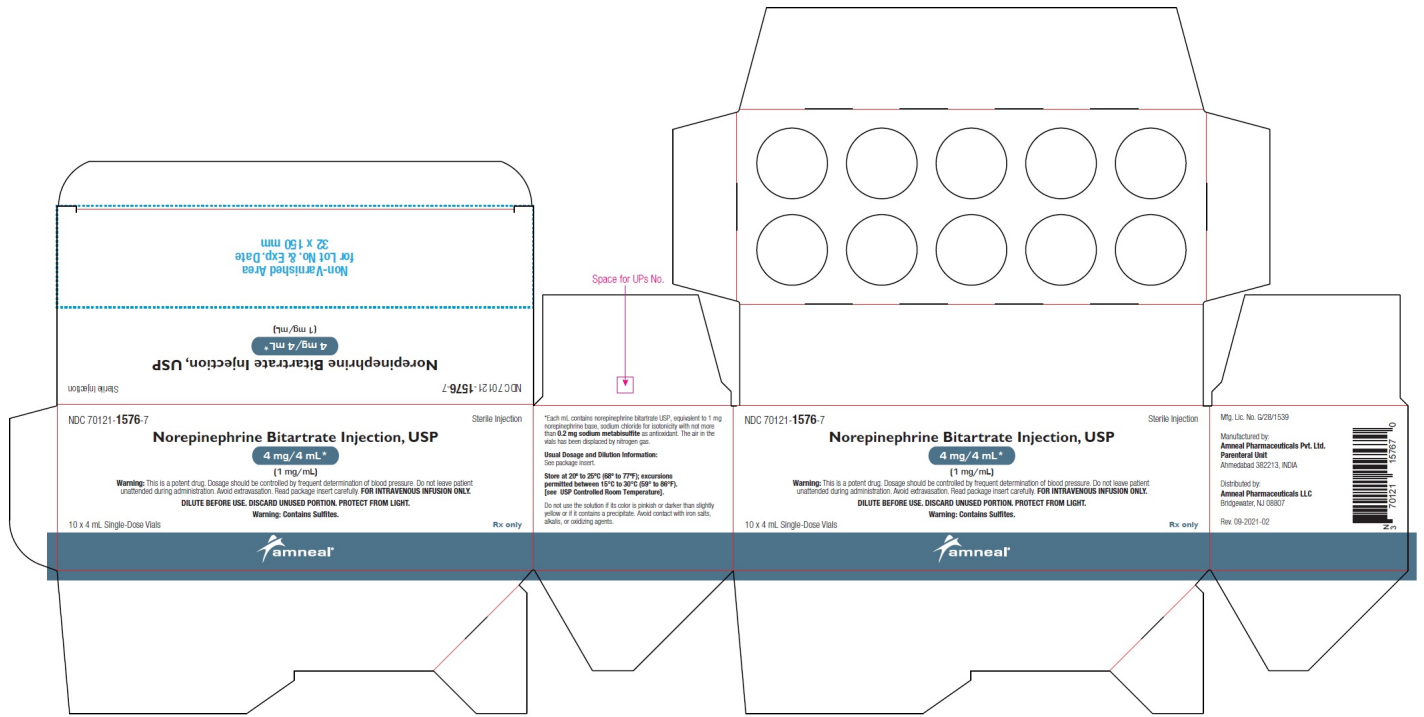 Non-Varnished Area
for Lot No. & Exp. Date
32 x 150 mm
NDC 70121-1576-7
Sterile Injection
Norepinephrine Bitartrate Injection, USP
4 mg/4 mL*
(1 mg/mL)
Space for UPs No.
NDC 70121-1576-7
Sterile Injection
Norepinephrine Bitartrate Injection, USP
4 mg/4 mL*
(1 mg/mL)
Warning: This is a potent drug. Dosage should be controlled by frequent determination of blood pressure. Do not leave patient
unattended during administration. Avoid extravasation. Read package insert carefully. FOR INTRAVENOUS INFUSION ONLY.
DILUTE BEFORE USE. DISCARD UNUSED PORTION. PROTECT FROM LIGHT.
Warning: Contains Sulfites.
10 x 4 mL Single-Dose Vials
Rx only
amneal®
*Each mL contains norepinephrine bitartrate USP, equivalent to 1 mg
norepinephrine base, sodium chloride for isotonicity with not more
than 0.2 mg sodium metabisulfite as antioxidant. The air in the
vials has been displaced by nitrogen gas.
Usual Dosage and Dilution Information:
See package insert.
Store at 20° to 25°C (68° to 77°F); excursions
permitted between 15°C to 30°C (59° to 86°F).
[see USP Controlled Room Temperature].
Do not use the solution if its color is pinkish or darker than slightly
yellow or if it contains a precipitate. Avoid contact with iron salts,
alkalis, or oxidizing agents.
NDC 70121-1576-7
Sterile Injection
Norepinephrine Bitartrate Injection, USP
4 mg/4 mL*
(1 mg/mL)
Warning: This is a potent drug. Dosage should be controlled by frequent determination of blood pressure. Do not leave patient
unattended during administration. Avoid extravasation. Read package insert carefully. FOR INTRAVENOUS INFUSION ONLY.
DILUTE BEFORE USE. DISCARD UNUSED PORTION. PROTECT FROM LIGHT.
Warning: Contains Sulfites.
10 x 4 mL Single-Dose Vials
Rx only
amneal®
Mfg. Lic. No. G/28/1539
Manufactured by:
Amneal Pharmaceuticals Pvt. Ltd.
Parenteral Unit
Ahmedabad 382213, INDIA
Distributed by:
Amneal Pharmaceuticals LLC
Bridgewater, NJ 08807
Rev. 09-2021-02
N
3 70121 15767 0